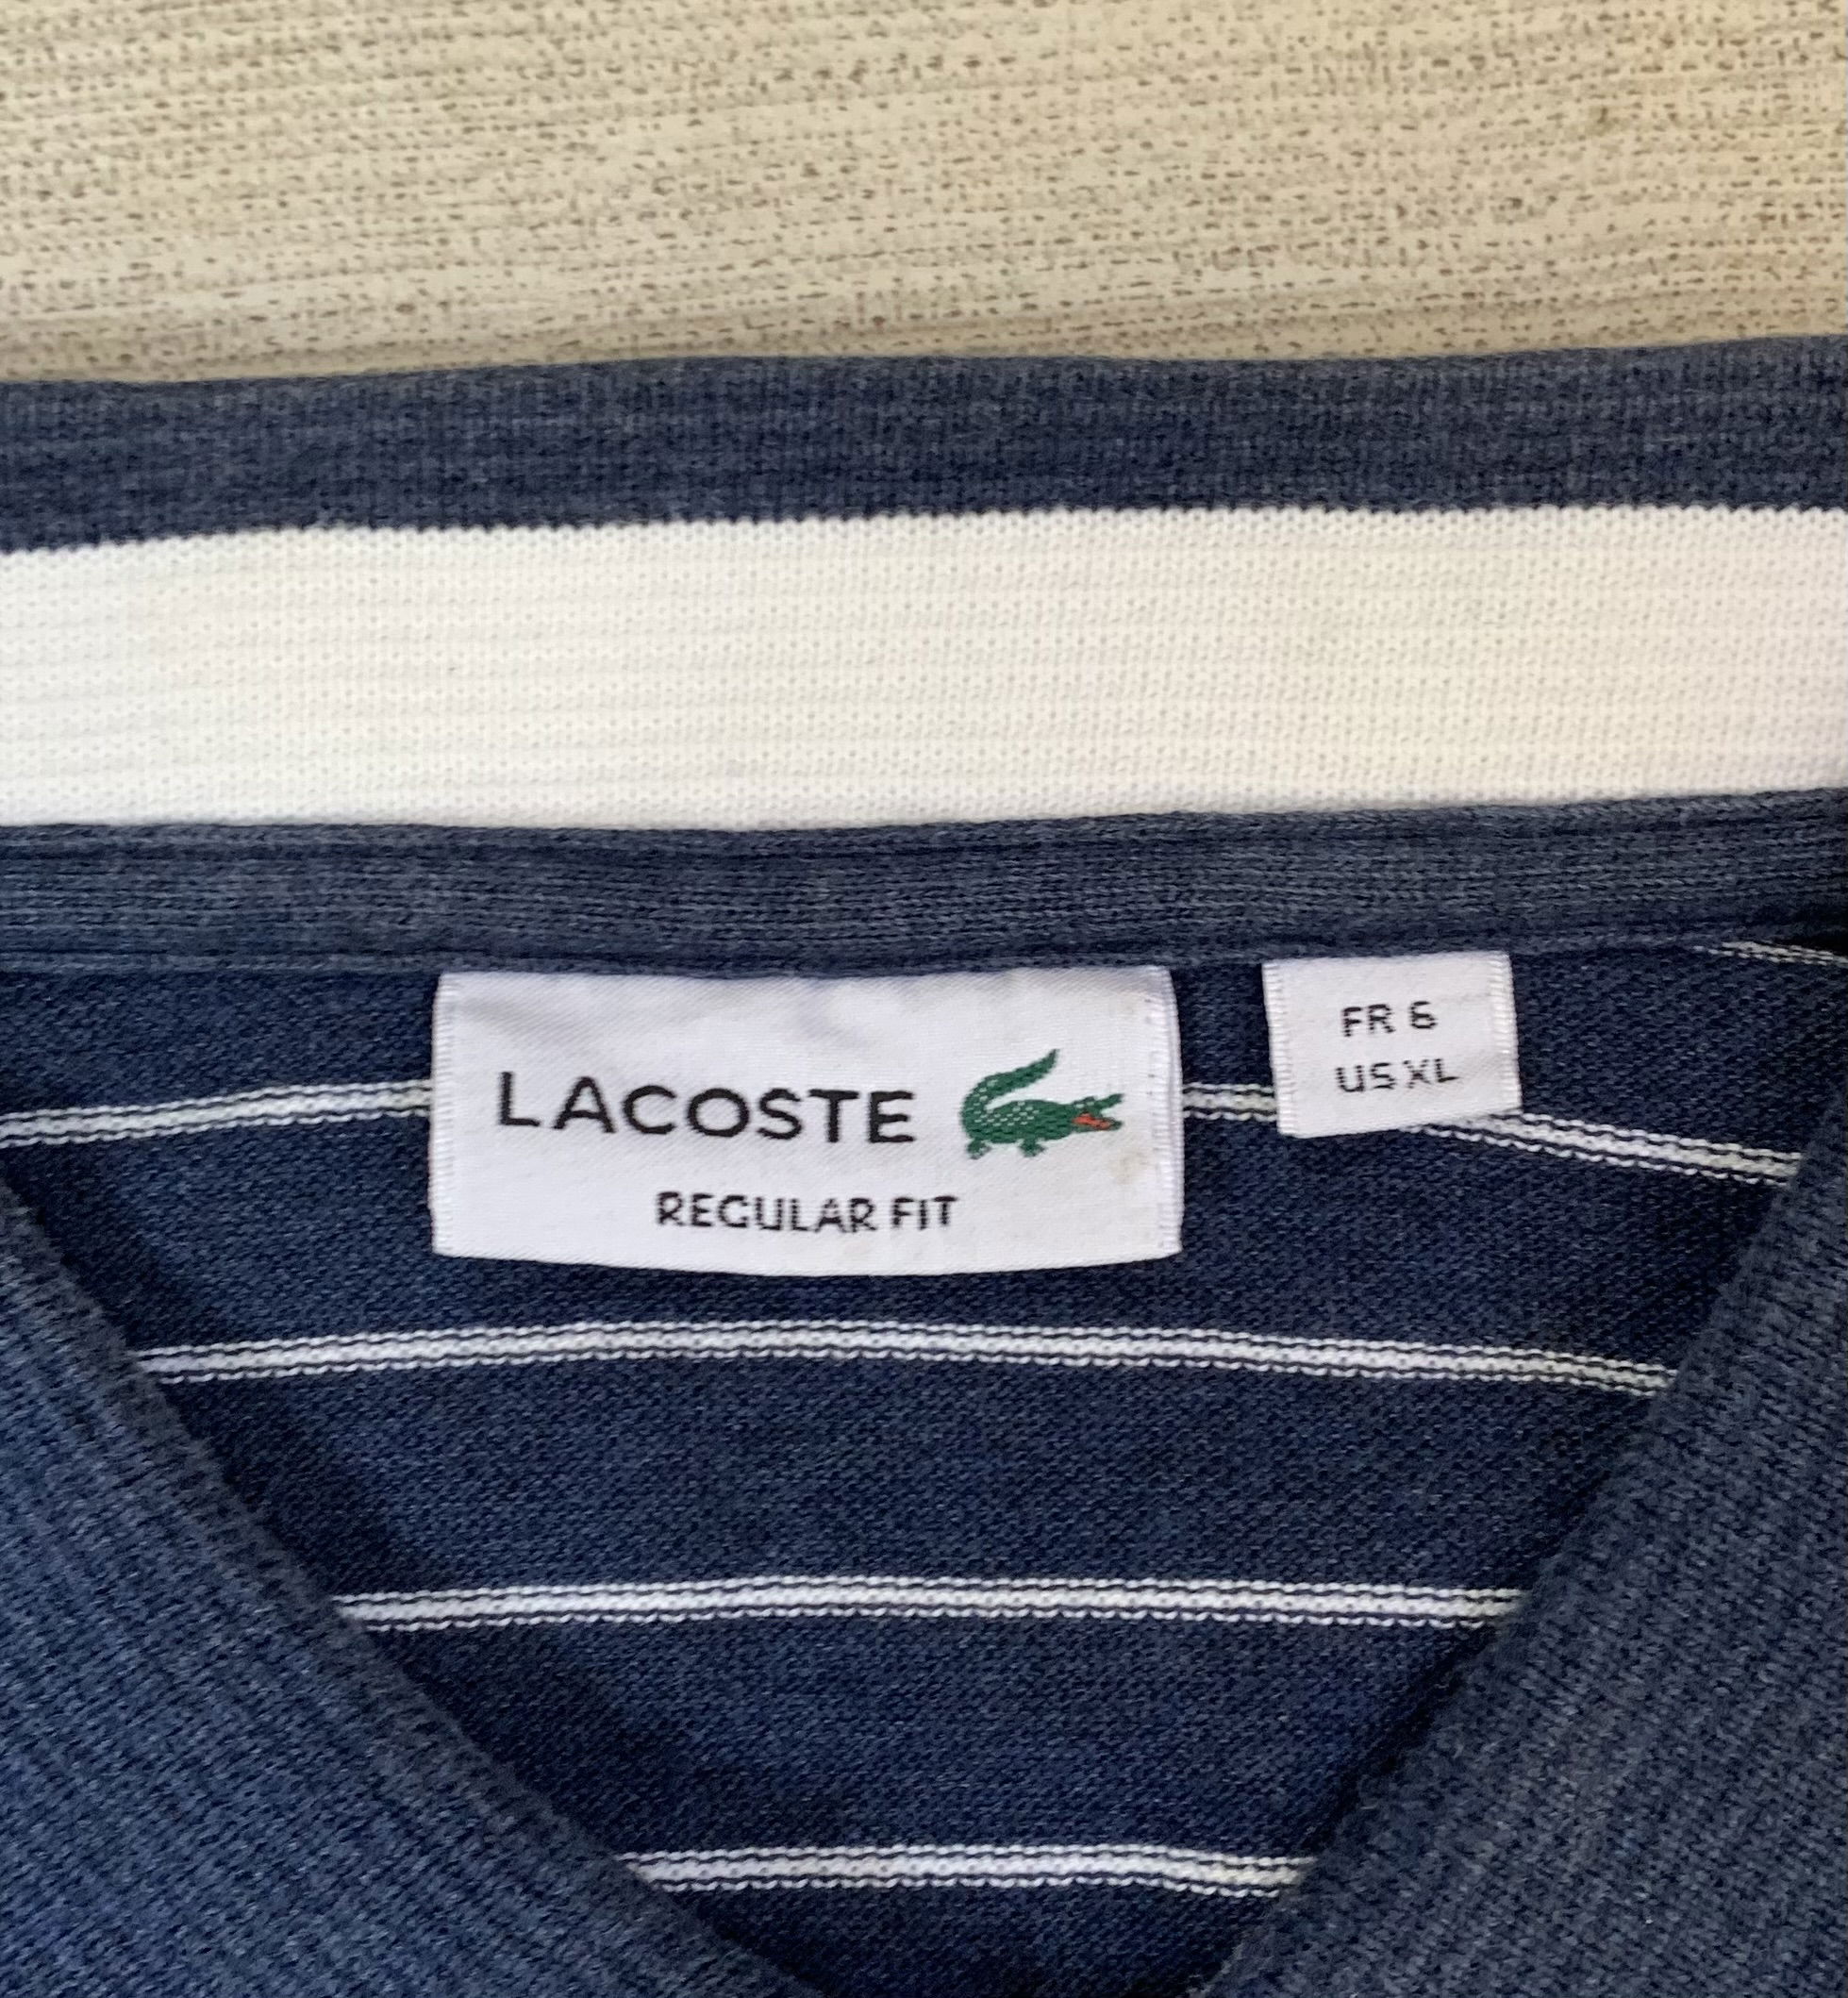 LACOSTE
REGULAR FIT
FR 6
US XL